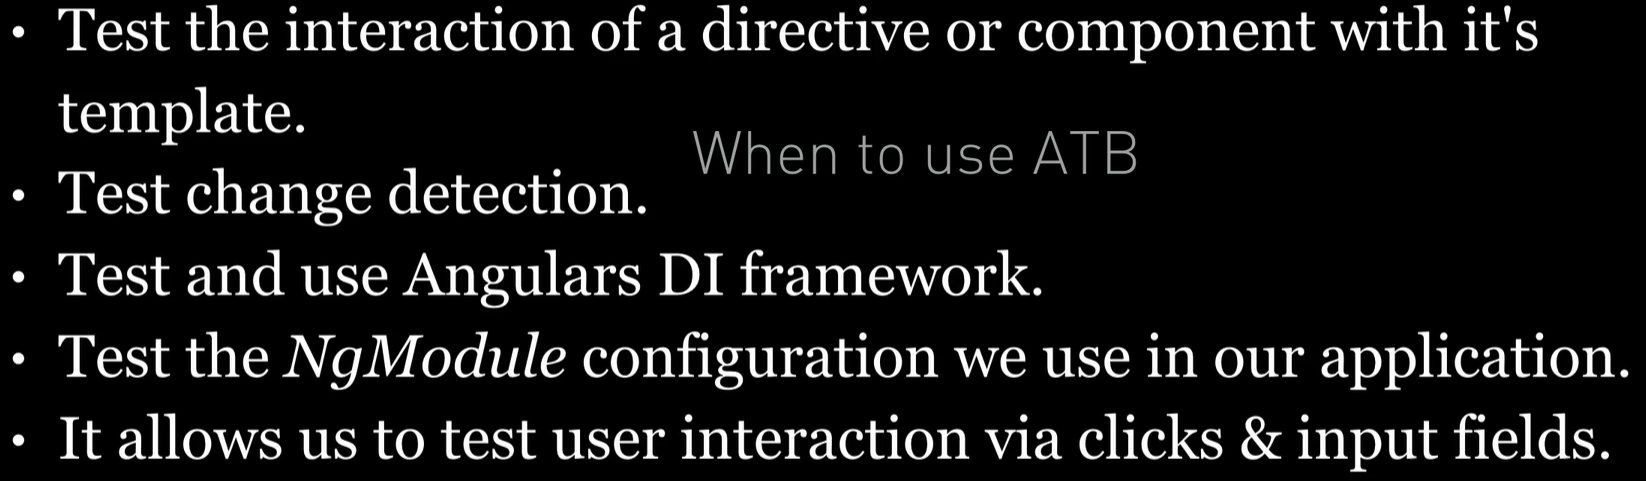 • Test the interaction of a directive or component with it's
template.
When to use ATB
• Test change detection.
• Test and use Angulars DI framework.
• Test the NgModule configuration we use in our application.
• It allows us to test user interaction via clicks & input fields.